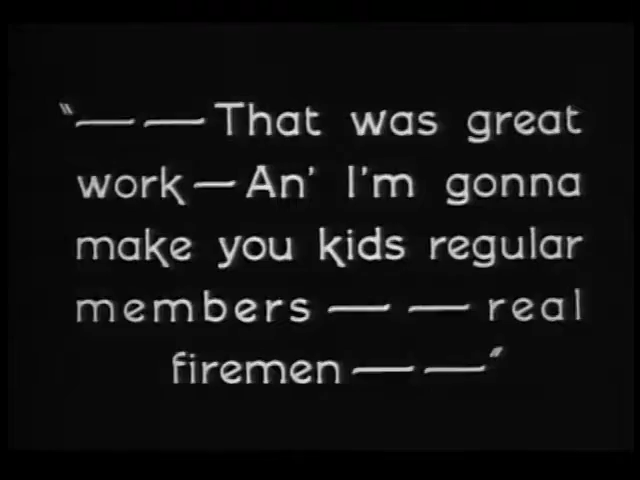 "— — That was great
work — An' I'm gonna
make you kids regular
members — — real
firemen — — "